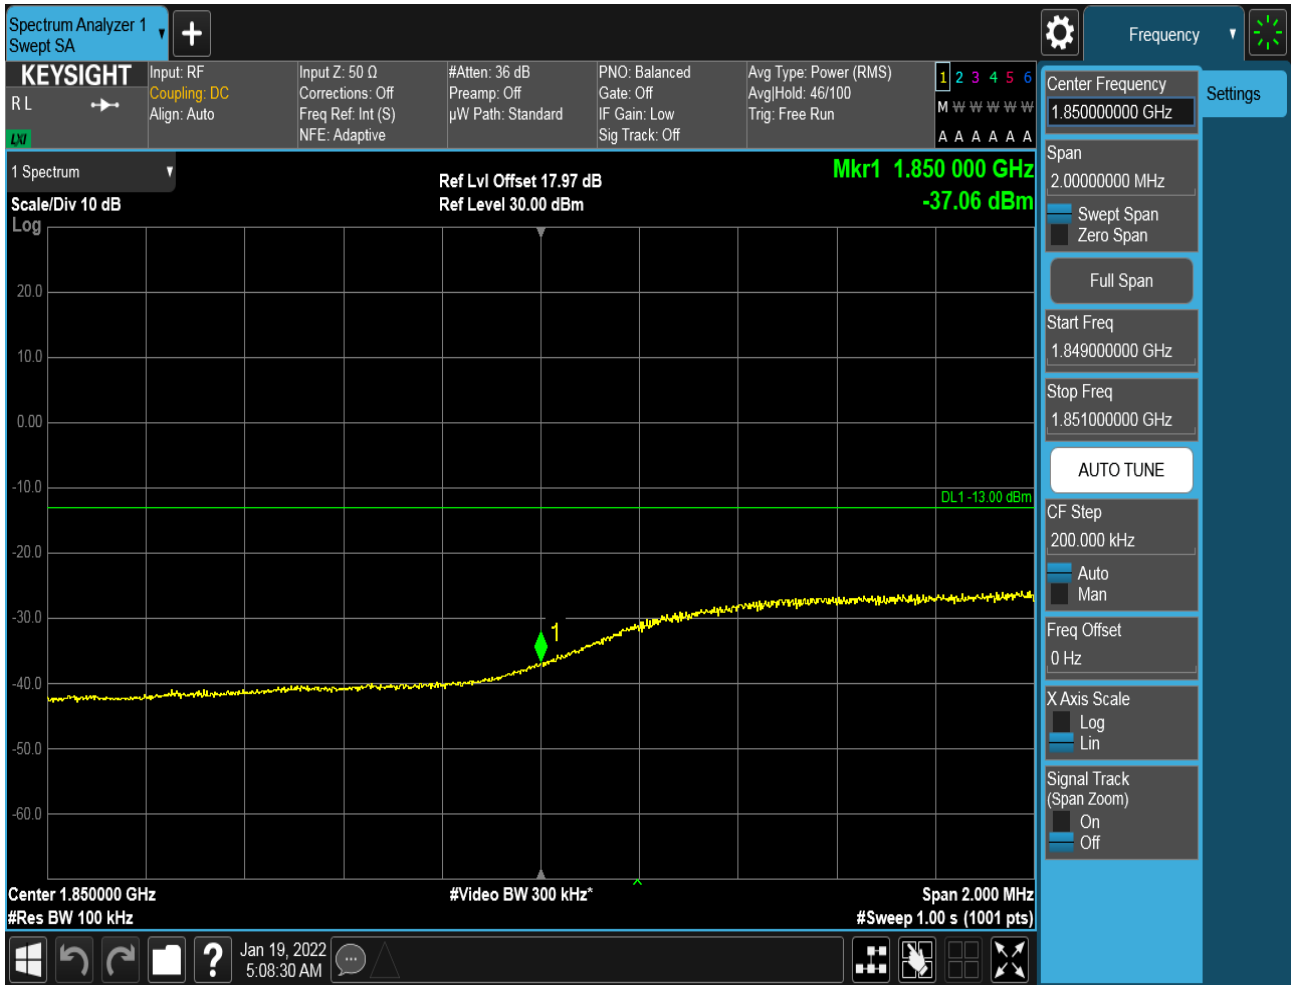 Spectrum Analyzer 1
Swept SA
Frequency
KEYSIGHT
R L
LXI
Input: RF
Coupling: DC
Align: Auto
Input Z: 50 Ω
Corrections: Off
Freq Ref: Int (S)
NFE: Adaptive
#Atten: 36 dB
Preamp: Off
µW Path: Standard
PNO: Balanced
Gate: Off
IF Gain: Low
Sig Track: Off
Avg Type: Power (RMS)
Avg|Hold: 46/100
Trig: Free Run
1 2 3 4 5 6
M W W W W W
A A A A A A
1 Spectrum
Scale/Div 10 dB
Log
Ref Lvl Offset 17.97 dB
Ref Level 30.00 dBm
Mkr1 1.850 000 GHz
-37.06 dBm
20.0
10.0
0.00
-10.0
DL1 -13.00 dBm
-20.0
-30.0
1
-40.0
-50.0
-60.0
Center 1.850000 GHz
#Res BW 100 kHz
#Video BW 300 kHz*
Span 2.000 MHz
#Sweep 1.00 s (1001 pts)
Jan 19, 2022
5:08:30 AM
Center Frequency
1.850000000 GHz
Settings
Span
2.00000000 MHz
Swept Span
Zero Span
Full Span
Start Freq
1.849000000 GHz
Stop Freq
1.851000000 GHz
AUTO TUNE
CF Step
200.000 kHz
Auto
Man
Freq Offset
0 Hz
X Axis Scale
Log
Lin
Signal Track
(Span Zoom)
On
Off